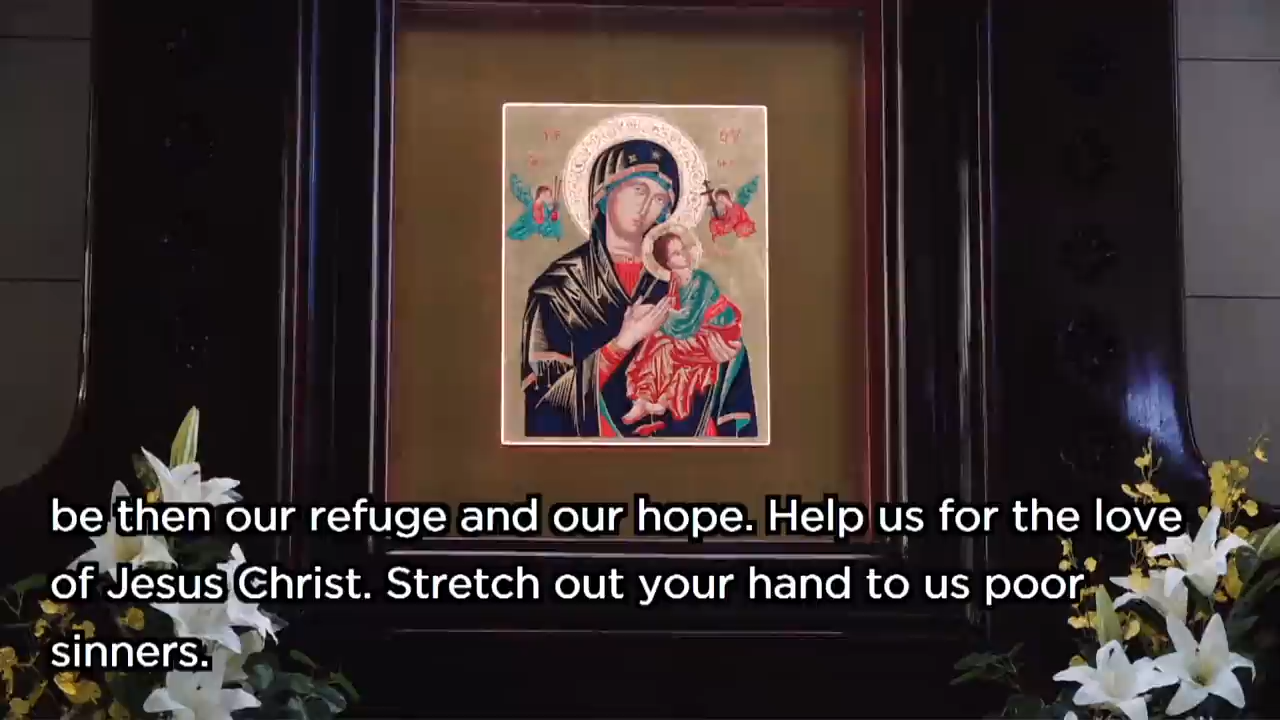 be then our refuge and our hope. Help us for the love
of Jesus Christ. Stretch out your hand to us poor
sinners.